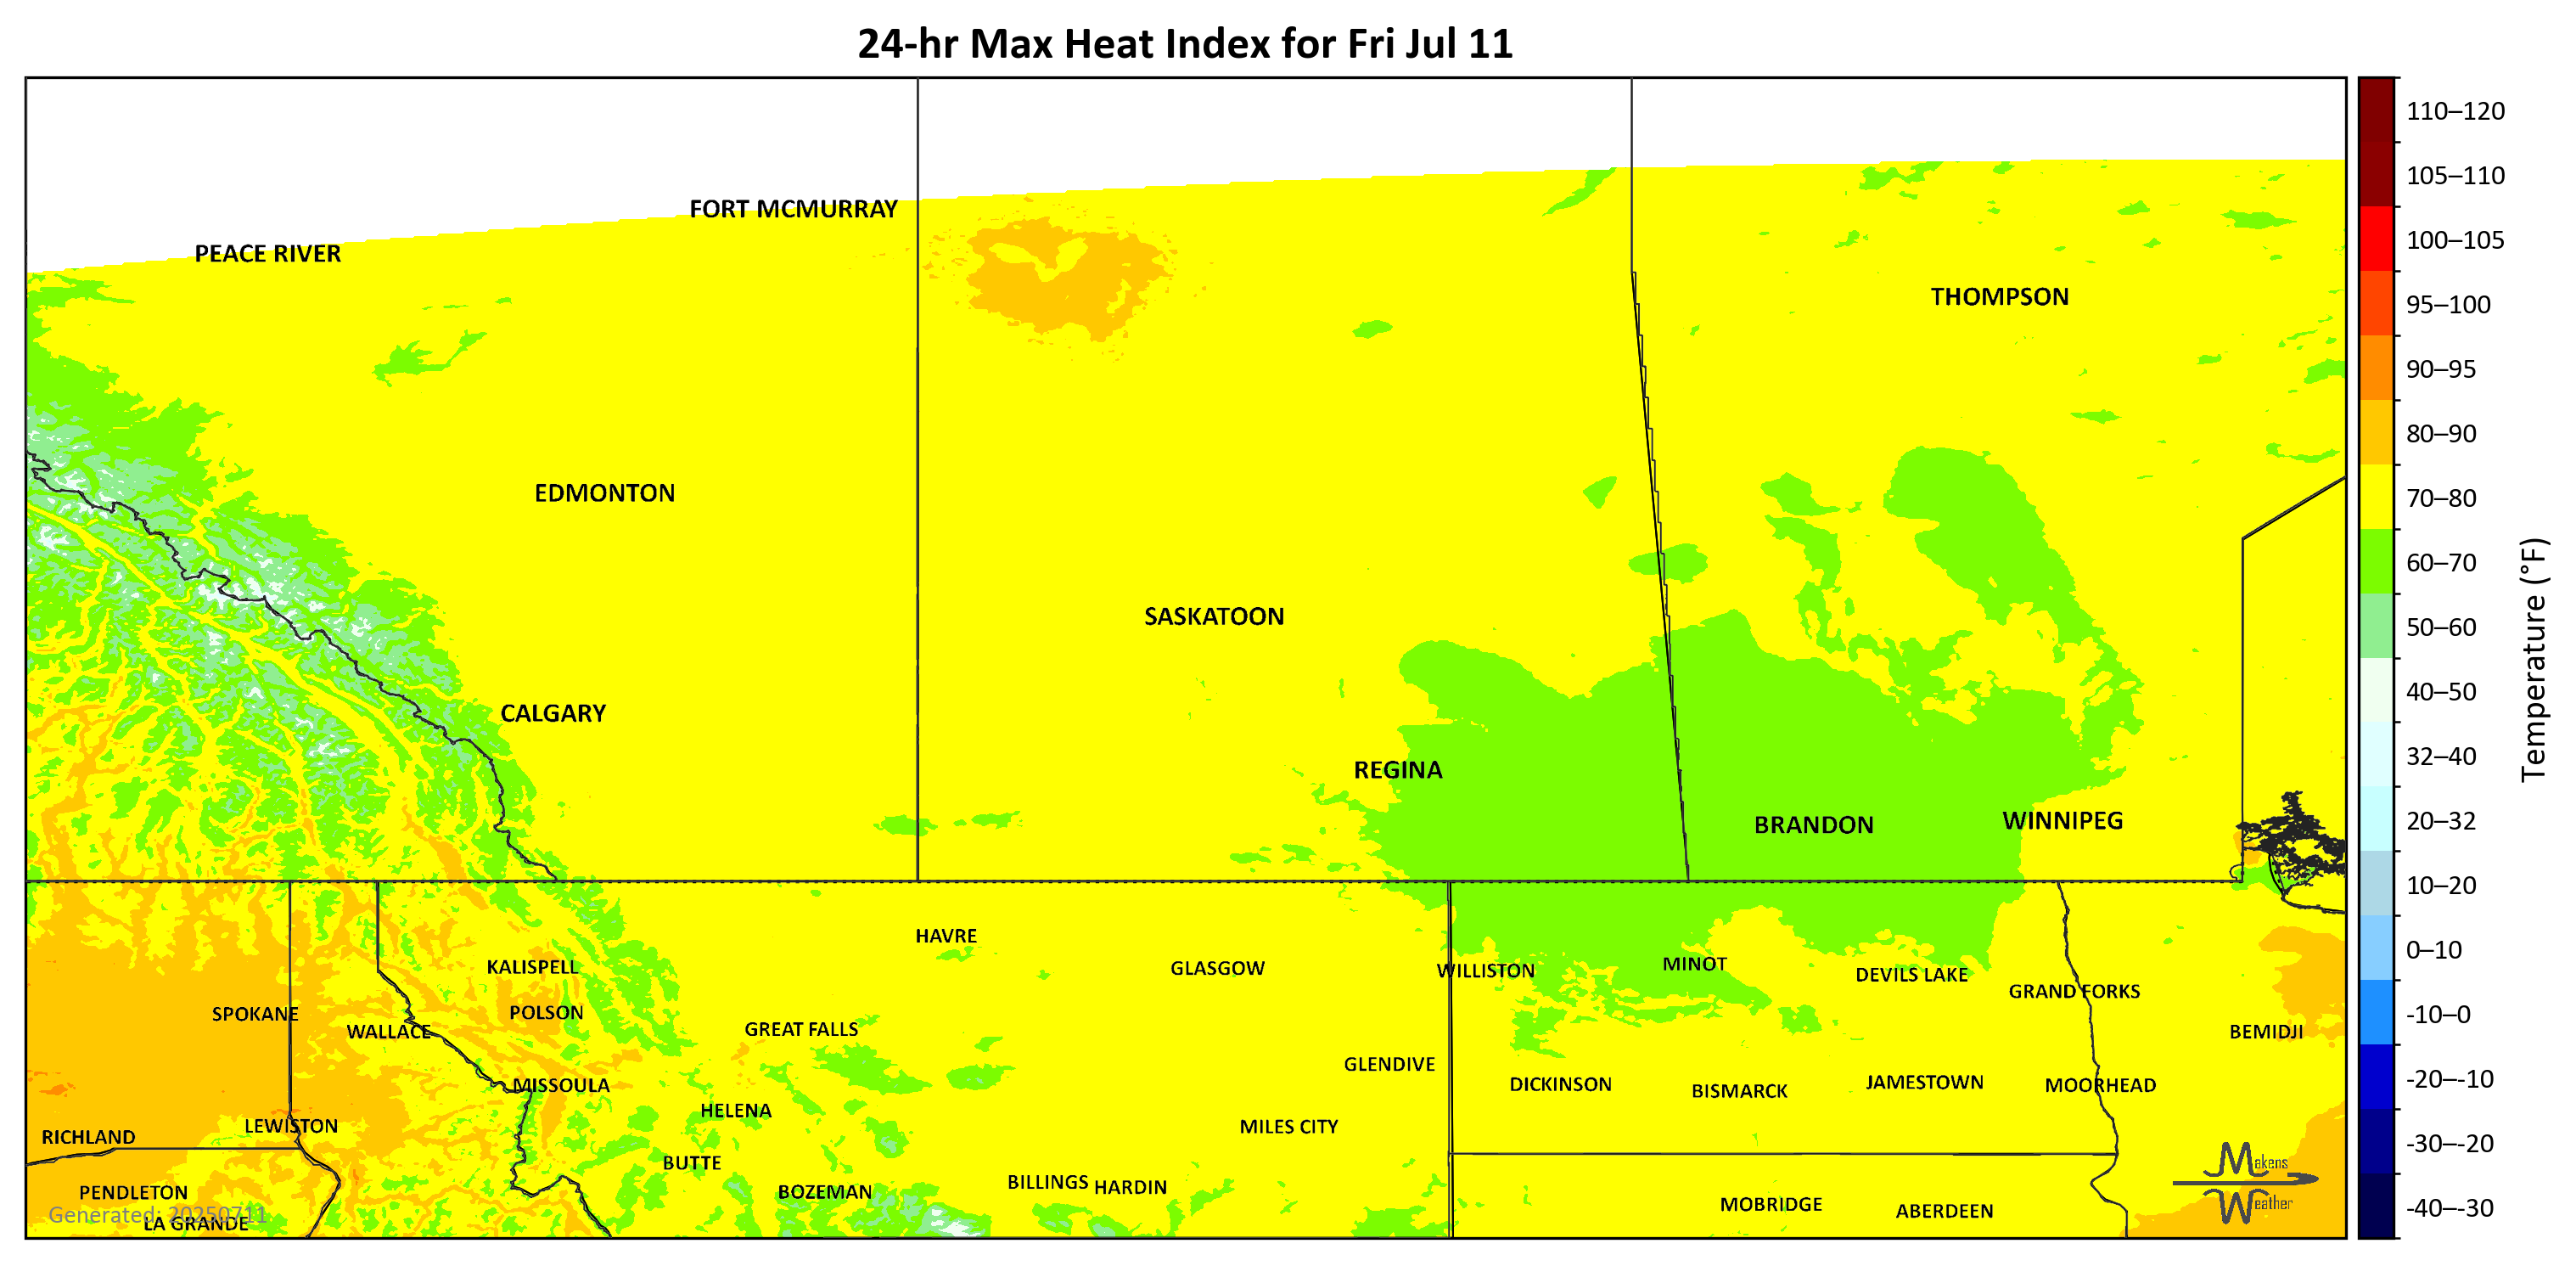 24-hr Max Heat Index for Fri Jul 11
FORT MCMURRAY
PEACE RIVER
THOMPSON
EDMONTON
SASKATOON
CALGARY
REGINA
BRANDON
WINNIPEG
HAVRE
KALISPELL
GLASGOW
WILLISTON
MINOT
DEVILS LAKE
GRAND FORKS
SPOKANE
POLSON
WALLACE
GREAT FALLS
BEMIDJI
GLENDIVE
MISSOULA
DICKINSON
BISMARCK
JAMESTOWN
MOORHEAD
HELENA
LEWISTON
MILES CITY
RICHLAND
BUTTE
BILLINGS
HARDIN
PENDLETON
BOZEMAN
MOBRIDGE
ABERDEEN
Generated: 20250711
LA GRANDE
Makens
Weather
110–120
105–110
100–105
95–100
90–95
80–90
70–80
60–70
50–60
40–50
32–40
20–32
10–20
0–10
-10–0
-20–-10
-30–-20
-40–-30
Temperature (°F)